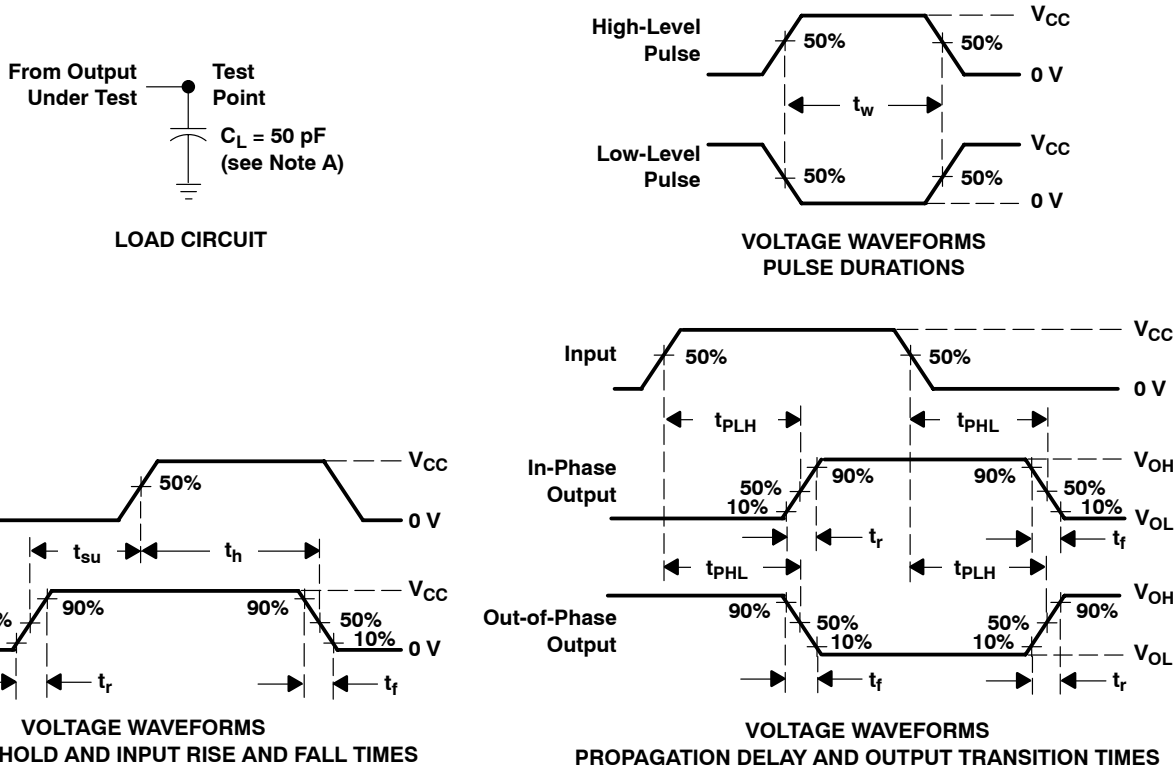 From Output
Under Test
Test
Point
C_L = 50 pF
(see Note A)
LOAD CIRCUIT
High-Level
Pulse
50%
50%
V_CC
0 V
t_w
Low-Level
Pulse
50%
50%
V_CC
0 V
VOLTAGE WAVEFORMS
PULSE DURATIONS
50%
V_CC
0 V
t_su
t_h
90%
90%
50%
10%
V_CC
0 V
t_r
t_f
VOLTAGE WAVEFORMS
HOLD AND INPUT RISE AND FALL TIMES
Input
50%
50%
V_CC
0 V
t_PLH
t_PHL
In-Phase
Output
50%
10%
90%
90%
50%
10%
V_OH
V_OL
t_r
t_f
t_PHL
t_PLH
Out-of-Phase
Output
90%
50%
10%
50%
10%
90%
V_OH
V_OL
t_f
t_r
VOLTAGE WAVEFORMS
PROPAGATION DELAY AND OUTPUT TRANSITION TIMES